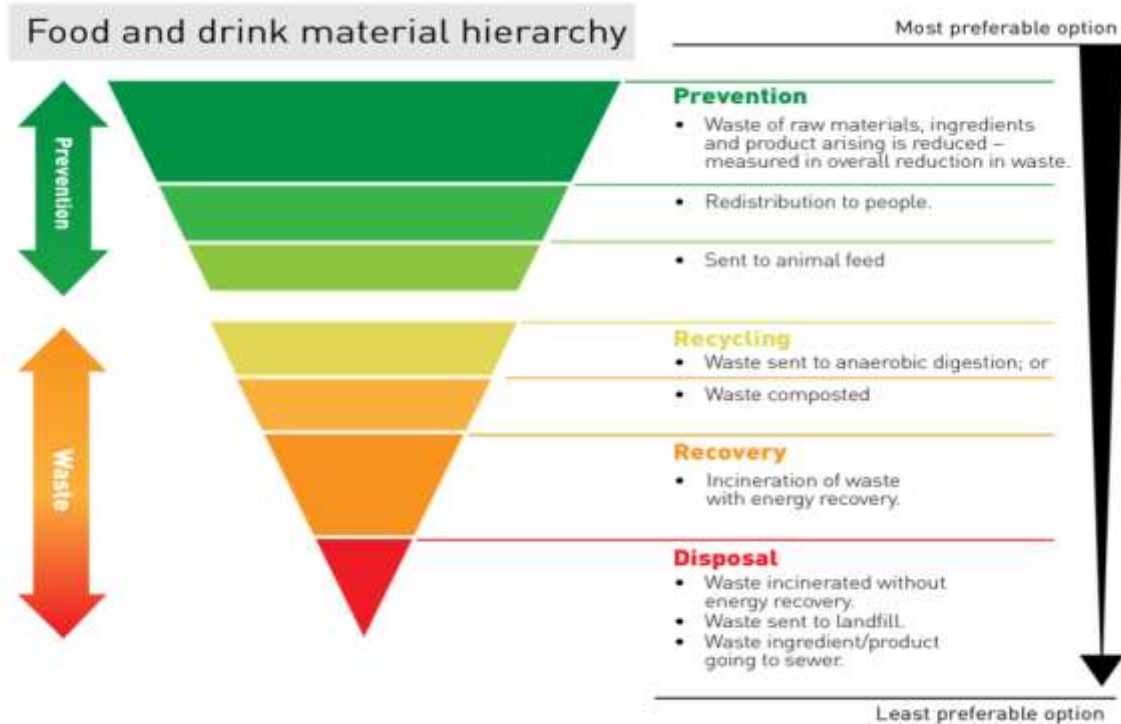 Food and drink material hierarchy
Most preferable option
Prevention
Prevention
• Waste of raw materials, ingredients
and product arising is reduced –
measured in overall reduction in waste.
• Redistribution to people.
• Sent to animal feed
Waste
Recycling
• Waste sent to anaerobic digestion; or
• Waste composted
Recovery
• Incineration of waste
with energy recovery.
Disposal
• Waste incinerated without
energy recovery.
• Waste sent to landfill.
• Waste ingredient/product
going to sewer.
Least preferable option